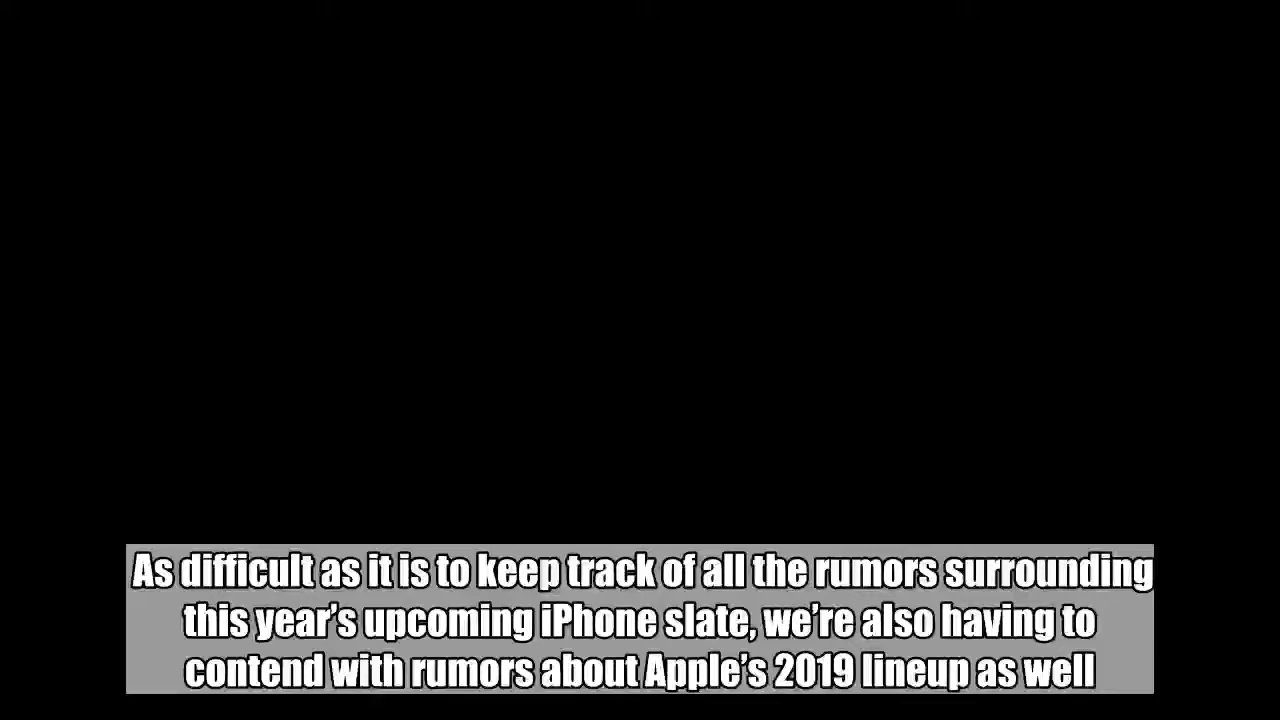 As difficult as it is to keep track of all the rumors surrounding
this year’s upcoming iPhone slate, we’re also having to
contend with rumors about Apple’s 2019 lineup as well